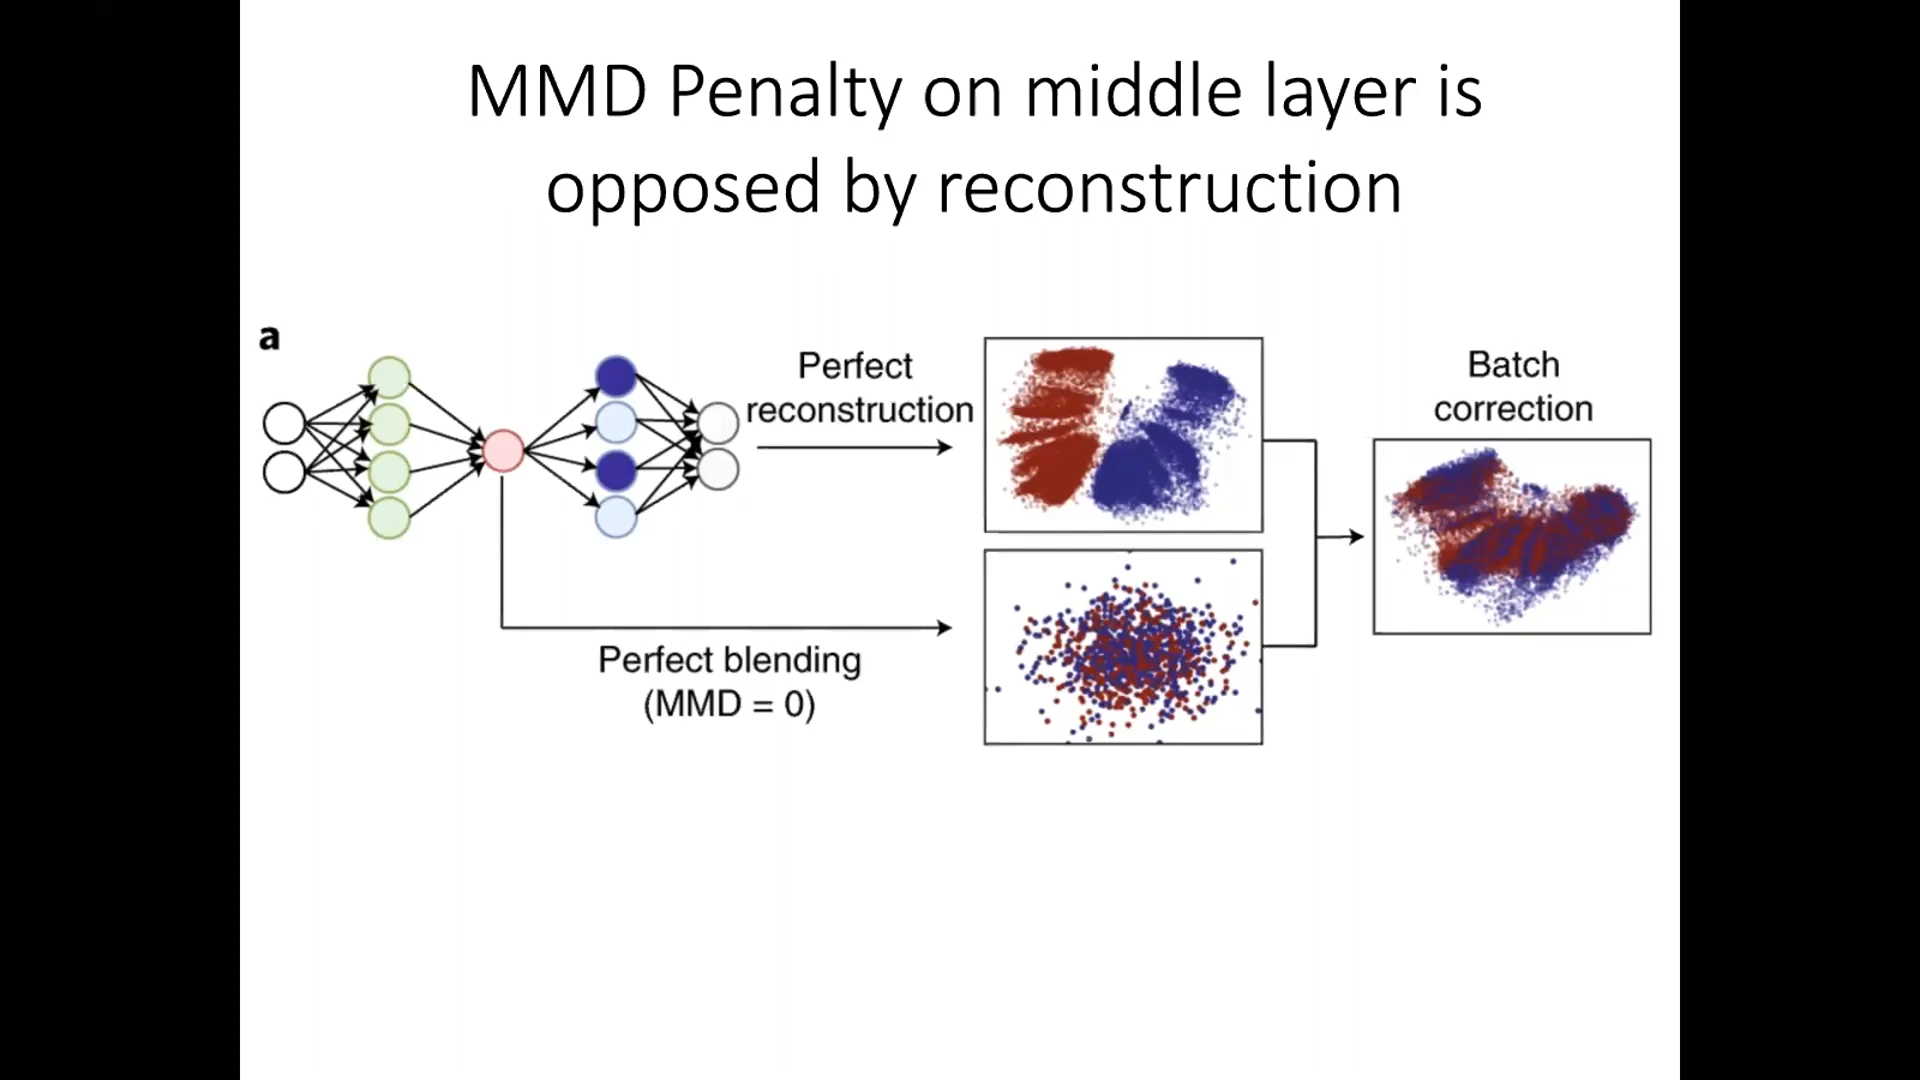 MMD Penalty on middle layer is
opposed by reconstruction
a
Perfect
reconstruction
Batch
correction
Perfect blending
(MMD = 0)